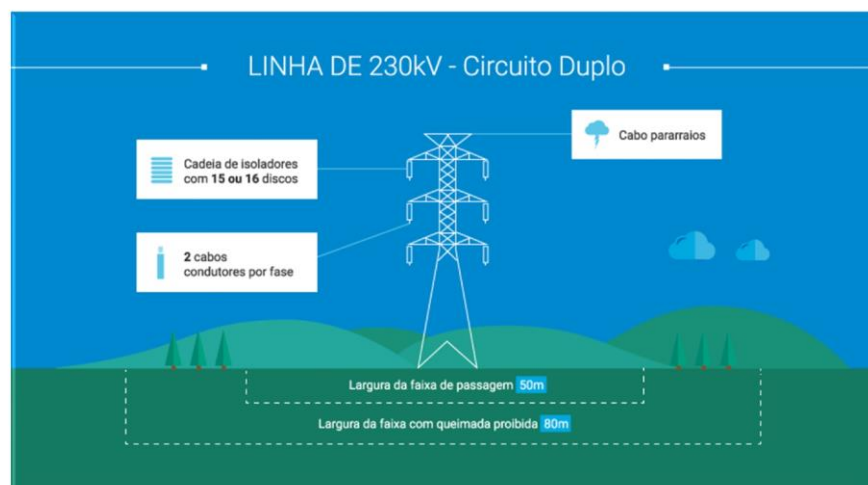 LINHA DE 230kV - Circuito Duplo
Cabo pararraios
Cadeia de isoladores
com 15 ou 16 discos
2 cabos
condutores por fase
Largura da faixa de passagem 50m
Largura da faixa com queimada proibida 80m